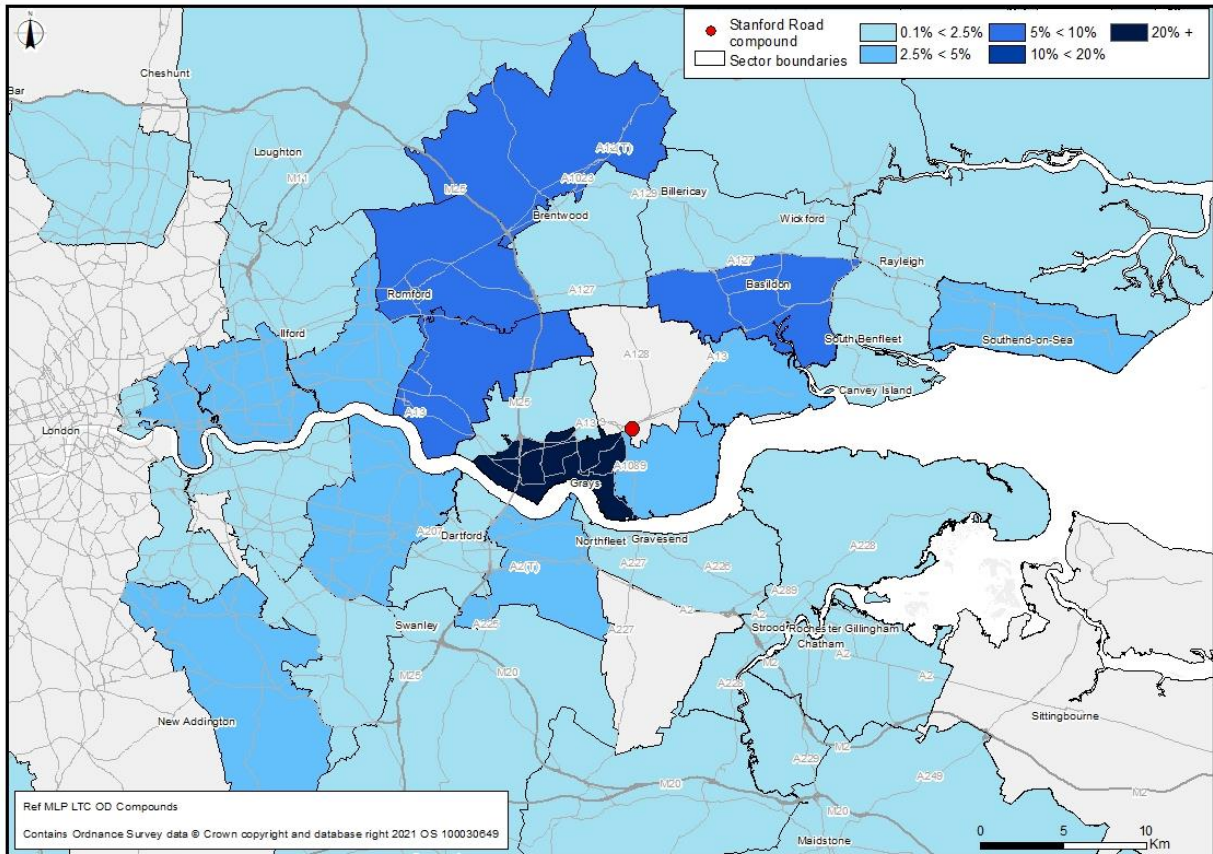 N
Stanford Road
compound
Sector boundaries
0.1% < 2.5%
2.5% < 5%
5% < 10%
10% < 20%
20% +
Cheshunt
Bar
Loughton
M11
M25
A12(T)
A1023
Brentwood
A129
Billericay
Wickford
A127
A127
Rayleigh
Romford
Basildon
Ilford
South Benfleet
Southend-on-Sea
A128
A13
Canvey Island
M25
A13
London
A13
A1089
Grays
A207
Dartford
Northfleet
Gravesend
A2(T)
A227
A226
A228
A289
A2
A2
Strood
Rochester
Gillingham
Chatham
Swanley
A225
A227
M2
A2
A2
M25
M20
A228
New Addington
Sittingbourne
A229
M2
A249
M20
M2
M20
Maidstone
Ref MLP LTC OD Compounds
Contains Ordnance Survey data © Crown copyright and database right 2021 OS 100030649
0 5 10
Km